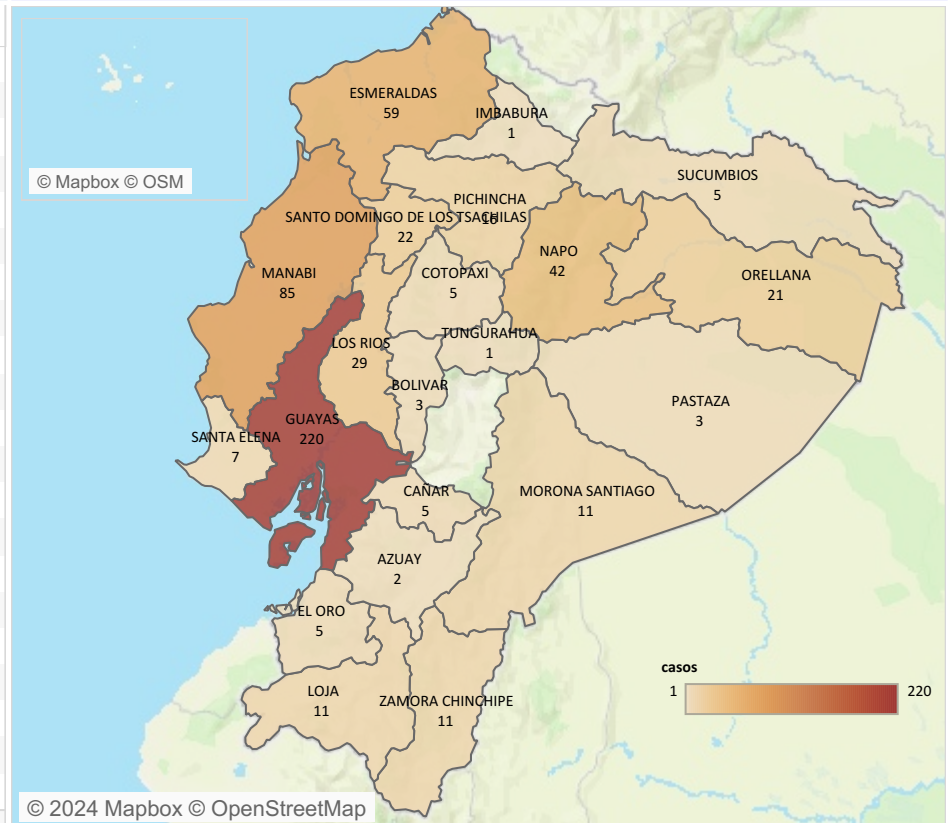 © Mapbox © OSM
ESMERALDAS
59
IMBABURA
1
SUCUMBIOS
5
PICHINCHA
16
SANTO DOMINGO DE LOS TSACHILAS
22
NAPO
42
MANABI
85
COTOPAXI
5
ORELLANA
21
TUNGURAHUA
1
LOS RIOS
29
BOLIVAR
3
PASTAZA
3
GUAYAS
220
SANTA ELENA
7
CAÑAR
5
MORONA SANTIAGO
11
AZUAY
2
EL ORO
5
LOJA
11
ZAMORA CHINCHIPE
11
casos
1
220
© 2024 Mapbox © OpenStreetMap